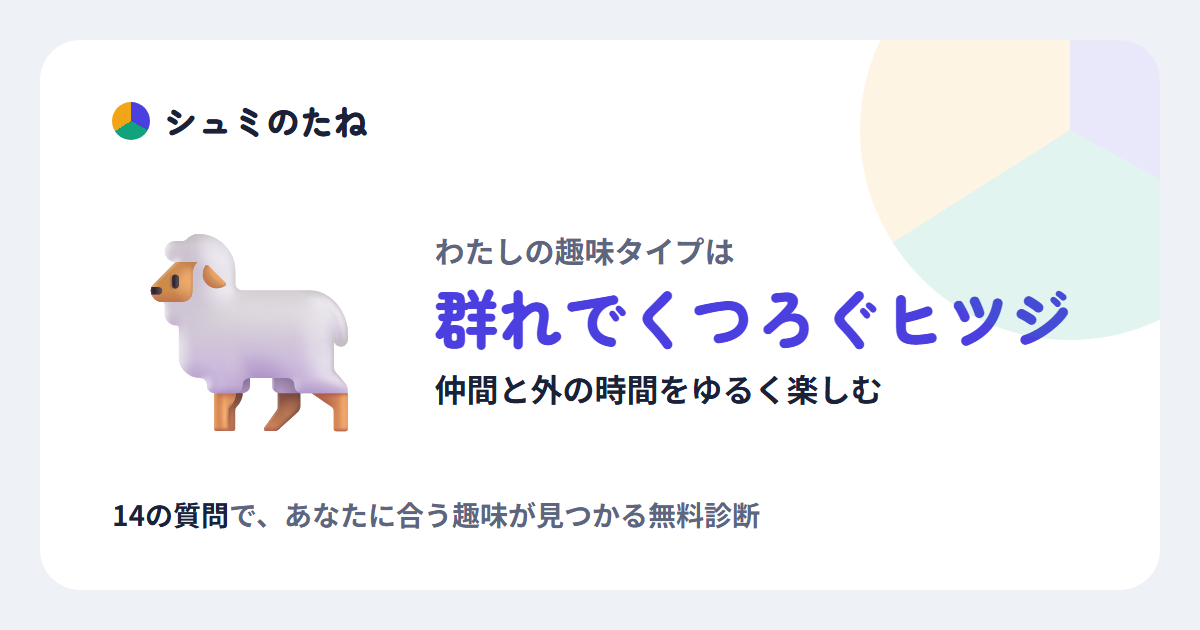 シュミのたね
わたしの趣味タイプは
群れでくつろぐヒツジ
仲間と外の時間をゆるく楽しむ
14の質問で、あなたに合う趣味が見つかる無料診断